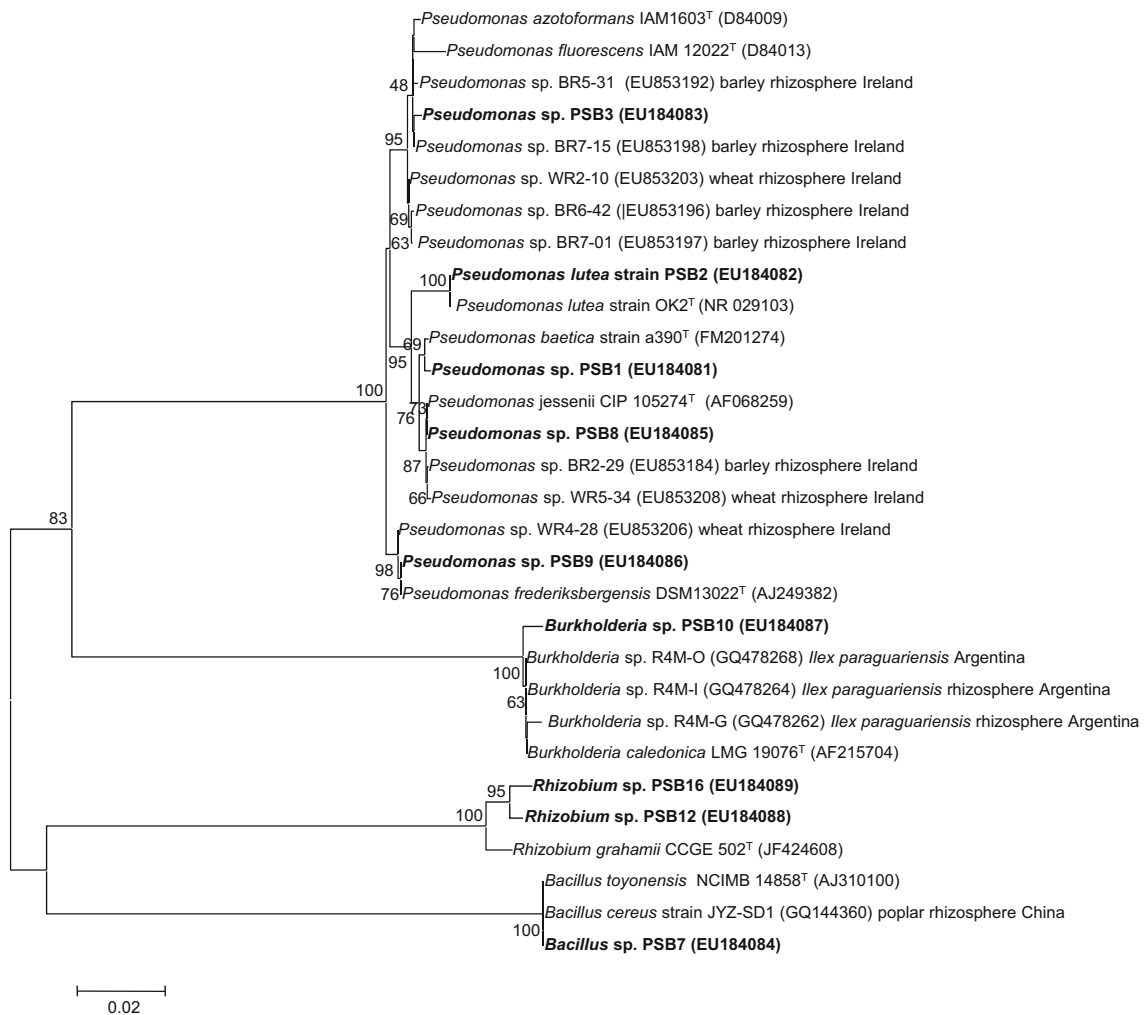 Pseudomonas azotoformans IAM1603ᵀ (D84009)
Pseudomonas fluorescens IAM 12022ᵀ (D84013)
Pseudomonas sp. BR5-31 (EU853192) barley rhizosphere Ireland
48
Pseudomonas sp. PSB3 (EU184083)
95
Pseudomonas sp. BR7-15 (EU853198) barley rhizosphere Ireland
Pseudomonas sp. WR2-10 (EU853203) wheat rhizosphere Ireland
Pseudomonas sp. BR6-42 (|EU853196) barley rhizosphere Ireland
69
63
Pseudomonas sp. BR7-01 (EU853197) barley rhizosphere Ireland
Pseudomonas lutea strain PSB2 (EU184082)
100
Pseudomonas lutea strain OK2ᵀ (NR 029103)
Pseudomonas baetica strain a390ᵀ (FM201274)
69
95
Pseudomonas sp. PSB1 (EU184081)
100
Pseudomonas jessenii CIP 105274ᵀ (AF068259)
73
76
Pseudomonas sp. PSB8 (EU184085)
87
Pseudomonas sp. BR2-29 (EU853184) barley rhizosphere Ireland
66
Pseudomonas sp. WR5-34 (EU853208) wheat rhizosphere Ireland
83
Pseudomonas sp. WR4-28 (EU853206) wheat rhizosphere Ireland
Pseudomonas sp. PSB9 (EU184086)
98
76
Pseudomonas frederiksbergensis DSM13022ᵀ (AJ249382)
Burkholderia sp. PSB10 (EU184087)
Burkholderia sp. R4M-O (GQ478268) Ilex paraguariensis Argentina
100
Burkholderia sp. R4M-I (GQ478264) Ilex paraguariensis rhizosphere Argentina
63
Burkholderia sp. R4M-G (GQ478262) Ilex paraguariensis rhizosphere Argentina
Burkholderia caledonica LMG 19076ᵀ (AF215704)
Rhizobium sp. PSB16 (EU184089)
95
100
Rhizobium sp. PSB12 (EU184088)
Rhizobium grahamii CCGE 502ᵀ (JF424608)
Bacillus toyonensis NCIMB 14858ᵀ (AJ310100)
Bacillus cereus strain JYZ-SD1 (GQ144360) poplar rhizosphere China
100
Bacillus sp. PSB7 (EU184084)
0.02